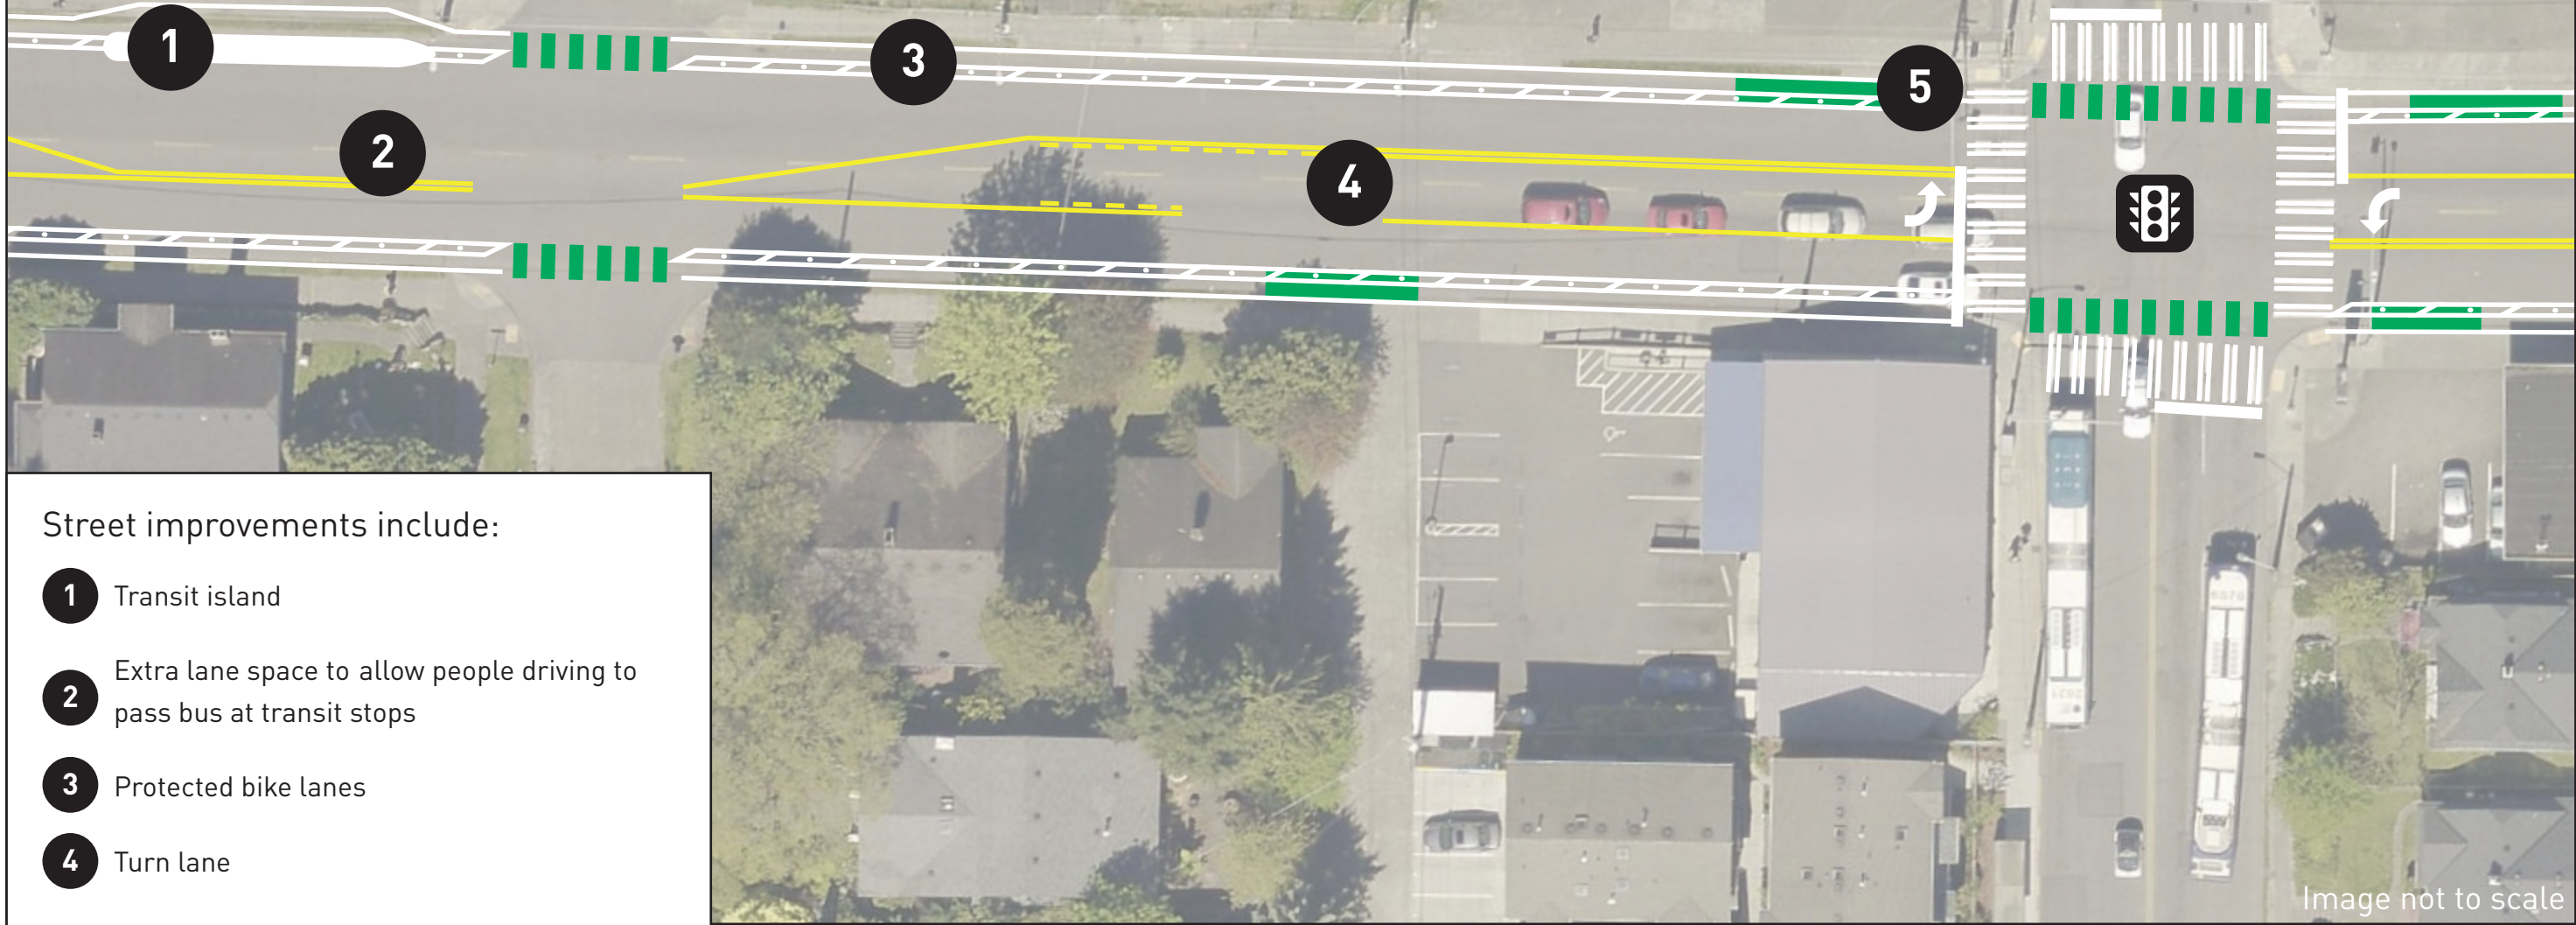 1
2
3
4
5
Street improvements include:
1 Transit island
2 Extra lane space to allow people driving to
pass bus at transit stops
3 Protected bike lanes
4 Turn lane
Image not to scale